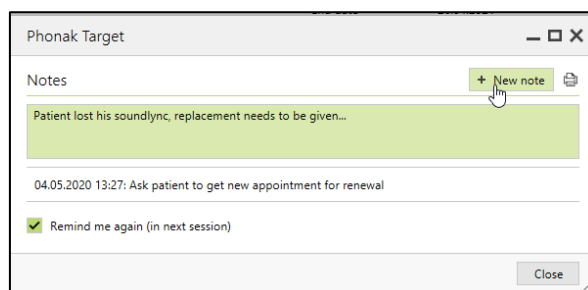 Phonak Target
Notes
+ New note
Patient lost his soundlync, replacement needs to be given...
04.05.2020 13:27: Ask patient to get new appointment for renewal
Remind me again (in next session)
Close